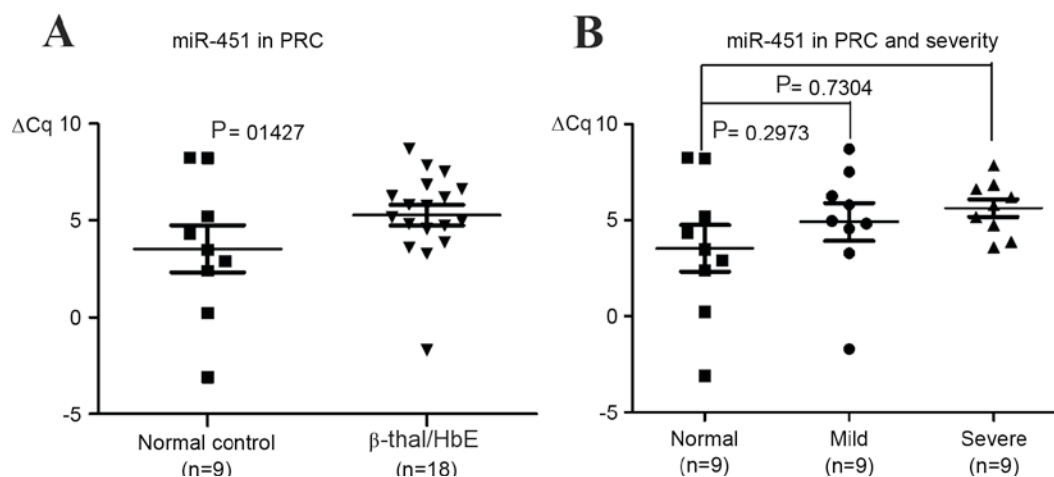 A
miR-451 in PRC
ΔCq 10
P= 01427
5
0
-5
Normal control
(n=9)
β-thal/HbE
(n=18)
B
miR-451 in PRC and severity
P= 0.7304
ΔCq 10
P= 0.2973
5
0
-5
Normal
(n=9)
Mild
(n=9)
Severe
(n=9)